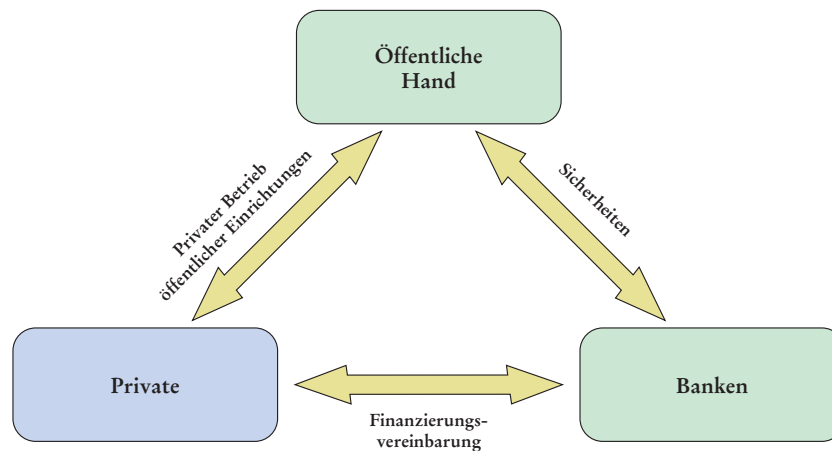 Öffentliche
Hand
Privater Betrieb
öffentlicher Einrichtungen
Sicherheiten
Private
Banken
Finanzierungs-
vereinbarung